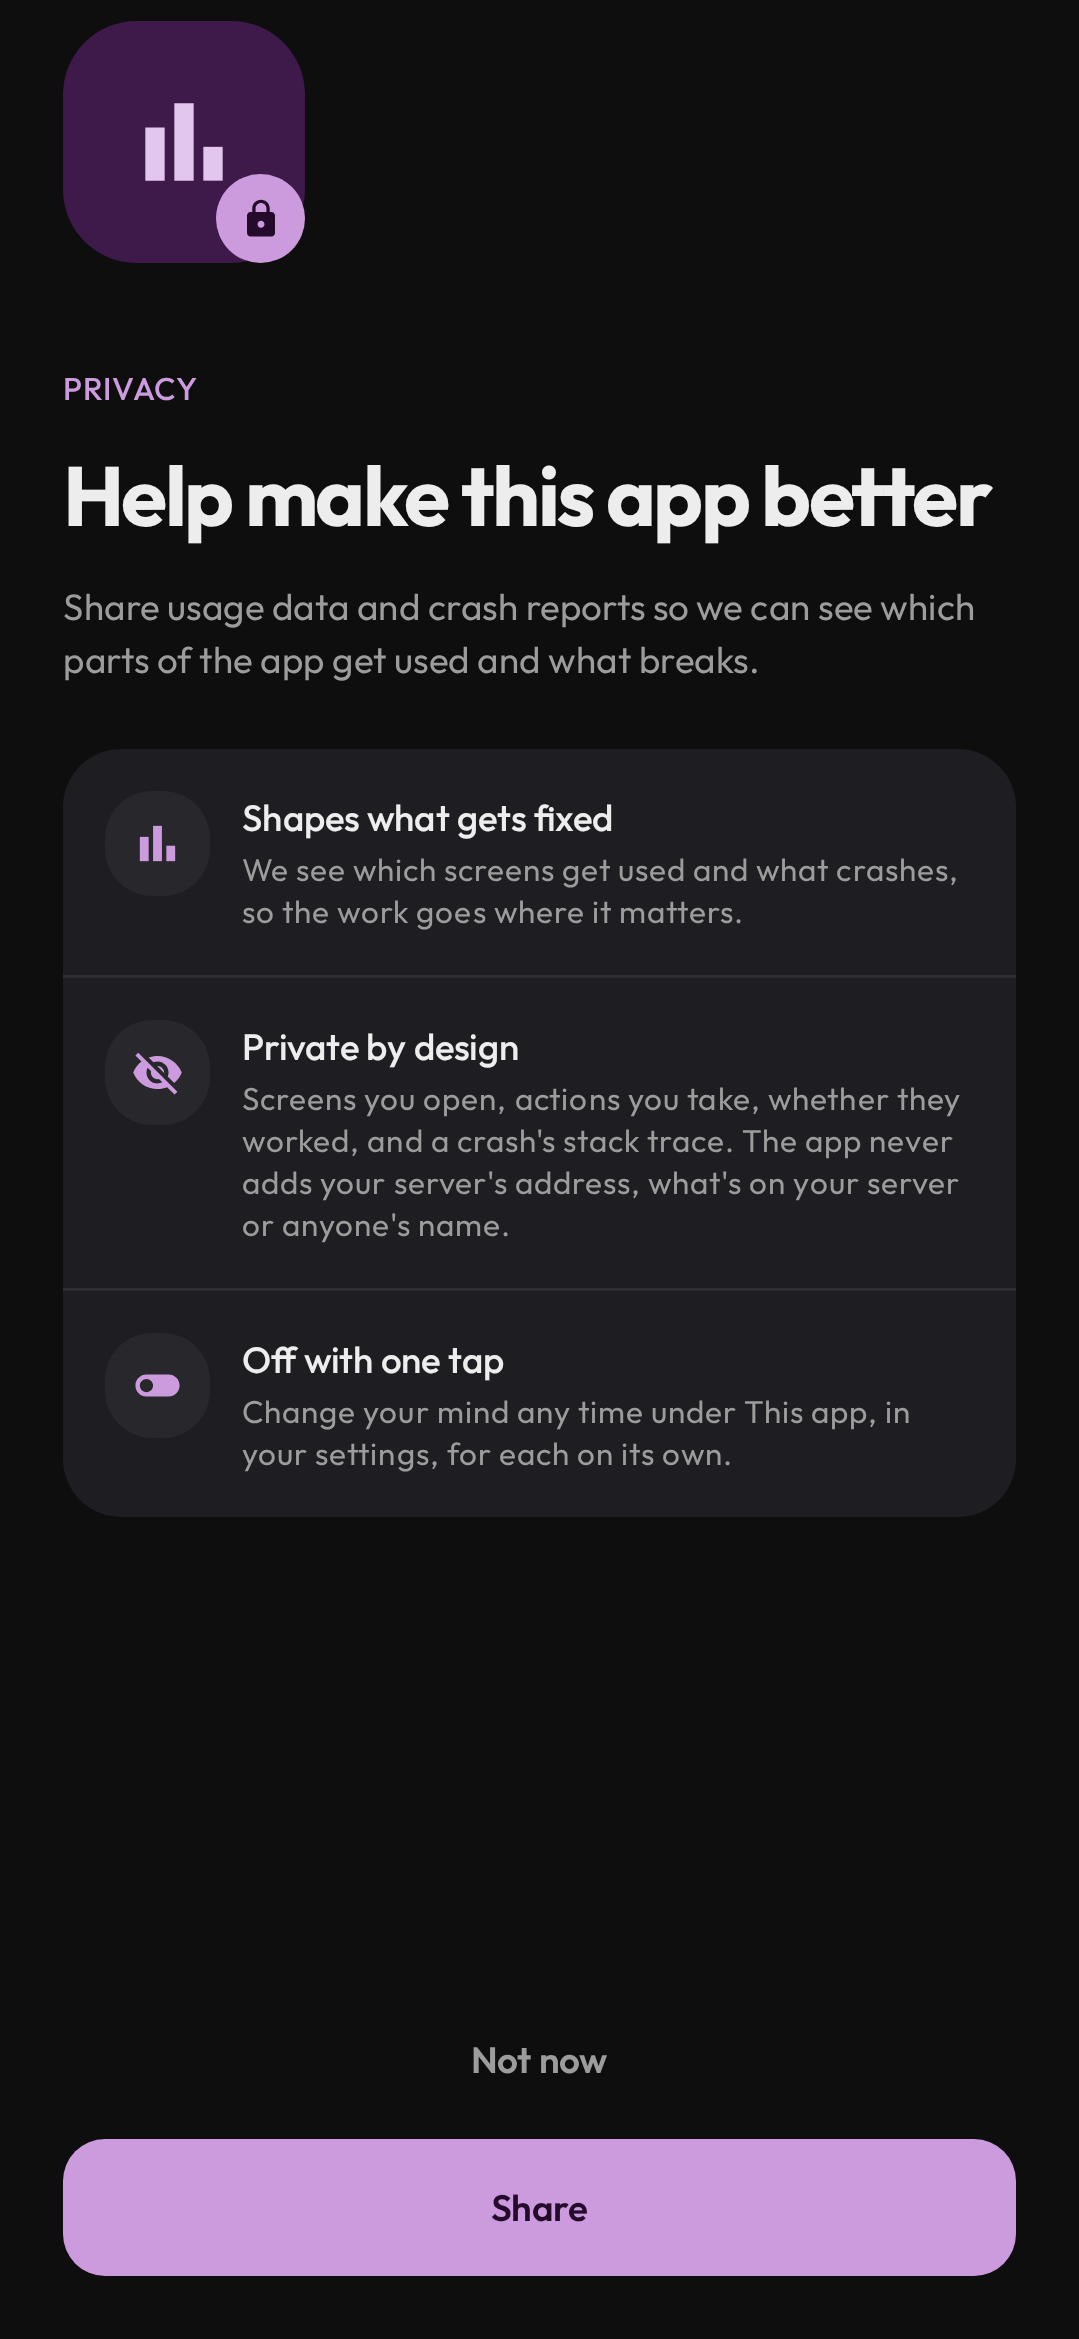 PRIVACY
Help make this app better
Share usage data and crash reports so we can see which
parts of the app get used and what breaks.
Shapes what gets fixed
We see which screens get used and what crashes,
so the work goes where it matters.
Private by design
Screens you open, actions you take, whether they
worked, and a crash's stack trace. The app never
adds your server's address, what's on your server
or anyone's name.
Off with one tap
Change your mind any time under This app, in
your settings, for each on its own.
Not now
Share